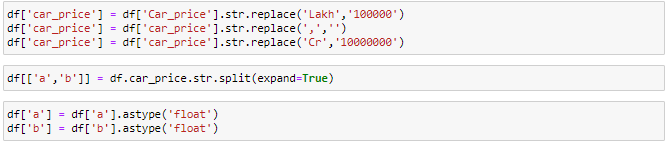 df['car_price'] = df['Car_price'].str.replace('Lakh','100000')
df['car_price'] = df['car_price'].str.replace(',','')
df['car_price'] = df['car_price'].str.replace('Cr','10000000')
df[['a','b']] = df.car_price.str.split(expand=True)
df['a'] = df['a'].astype('float')
df['b'] = df['b'].astype('float')